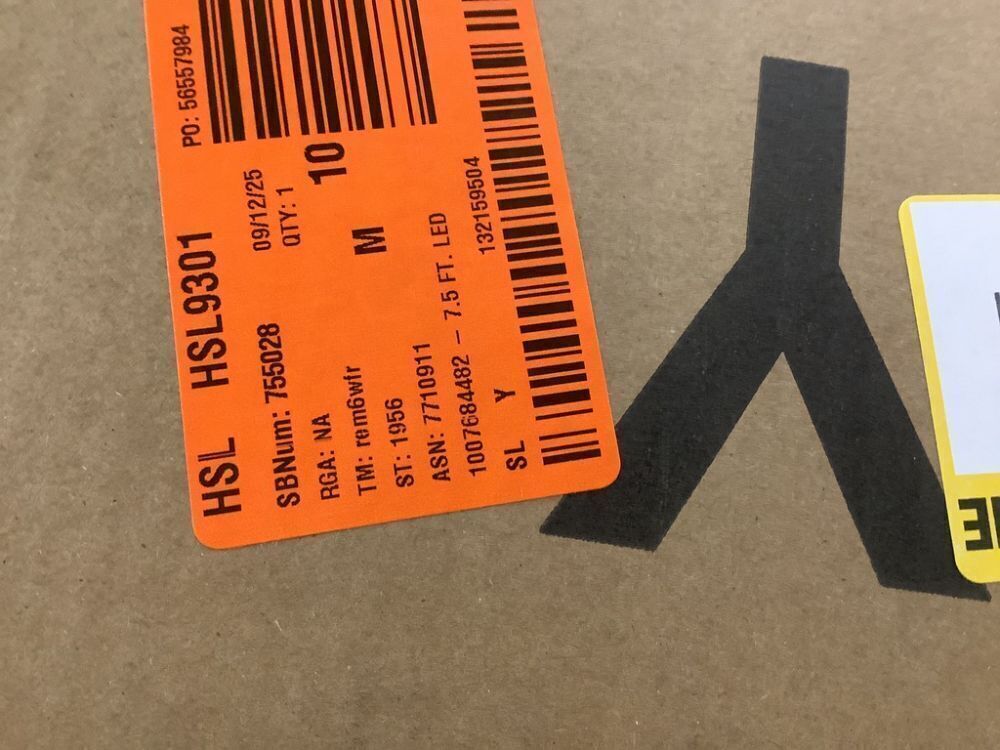 PO: 56557984
HSL HSL9301
09/12/25
SBNum: 755028 QTY: 1
RGA: NA 10
TM: rem6wfr M
ST: 1956
ASN: 7710911
1007684482 – 7.5 FT. LED
132159504
SL Y
Y